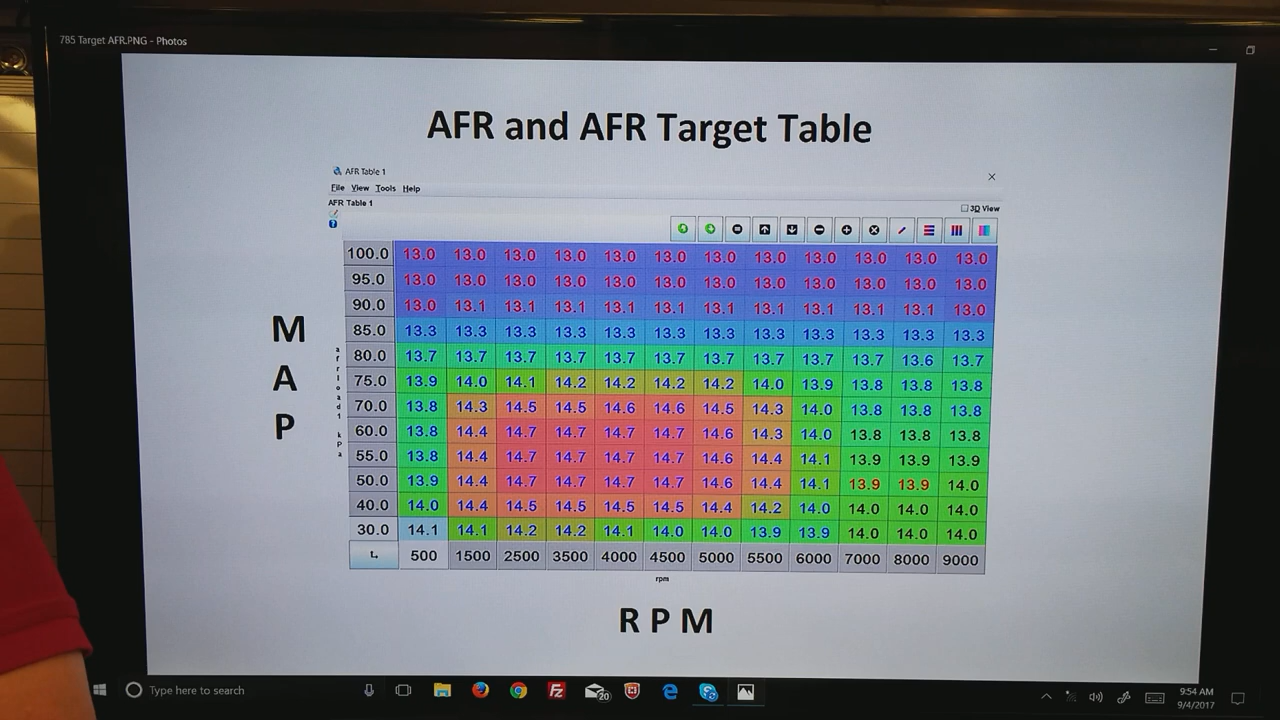 785 Target AFR.PNG - Photos
AFR and AFR Target Table
AFR Table 1
File View Tools Help
AFR Table 1
3D View
100.0 13.0 13.0 13.0 13.0 13.0 13.0 13.0 13.0 13.0 13.0 13.0 13.0
95.0 13.0 13.0 13.0 13.0 13.0 13.0 13.0 13.0 13.0 13.0 13.0 13.0
90.0 13.0 13.1 13.1 13.1 13.1 13.1 13.1 13.1 13.1 13.1 13.1 13.0
85.0 13.3 13.3 13.3 13.3 13.3 13.3 13.3 13.3 13.3 13.3 13.3 13.3
80.0 13.7 13.7 13.7 13.7 13.7 13.7 13.7 13.7 13.7 13.7 13.6 13.7
75.0 13.9 14.0 14.1 14.2 14.2 14.2 14.2 14.0 13.9 13.8 13.8 13.8
70.0 13.8 14.3 14.5 14.5 14.6 14.6 14.5 14.3 14.0 13.8 13.8 13.8
60.0 13.8 14.4 14.7 14.7 14.7 14.7 14.6 14.3 14.0 13.8 13.8 13.8
55.0 13.8 14.4 14.7 14.7 14.7 14.7 14.6 14.4 14.1 13.9 13.9 13.9
50.0 13.9 14.4 14.7 14.7 14.7 14.7 14.6 14.4 14.1 13.9 13.9 14.0
40.0 14.0 14.4 14.5 14.5 14.5 14.5 14.4 14.2 14.0 14.0 14.0 14.0
30.0 14.1 14.1 14.2 14.2 14.1 14.0 14.0 13.9 13.9 14.0 14.0 14.0
500 1500 2500 3500 4000 4500 5000 5500 6000 7000 8000 9000
MAP
afrload1 kPa
rpm
RPM
Type here to search
20
9:54 AM
9/4/2017